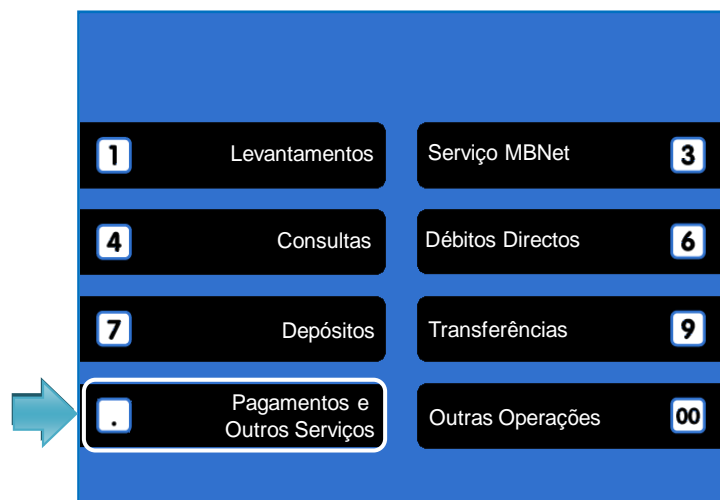 1 Levantamentos
Serviço MBNet 3
4 Consultas
Débitos Directos 6
7 Depósitos
Transferências 9
. Pagamentos e
Outros Serviços
Outras Operações 00